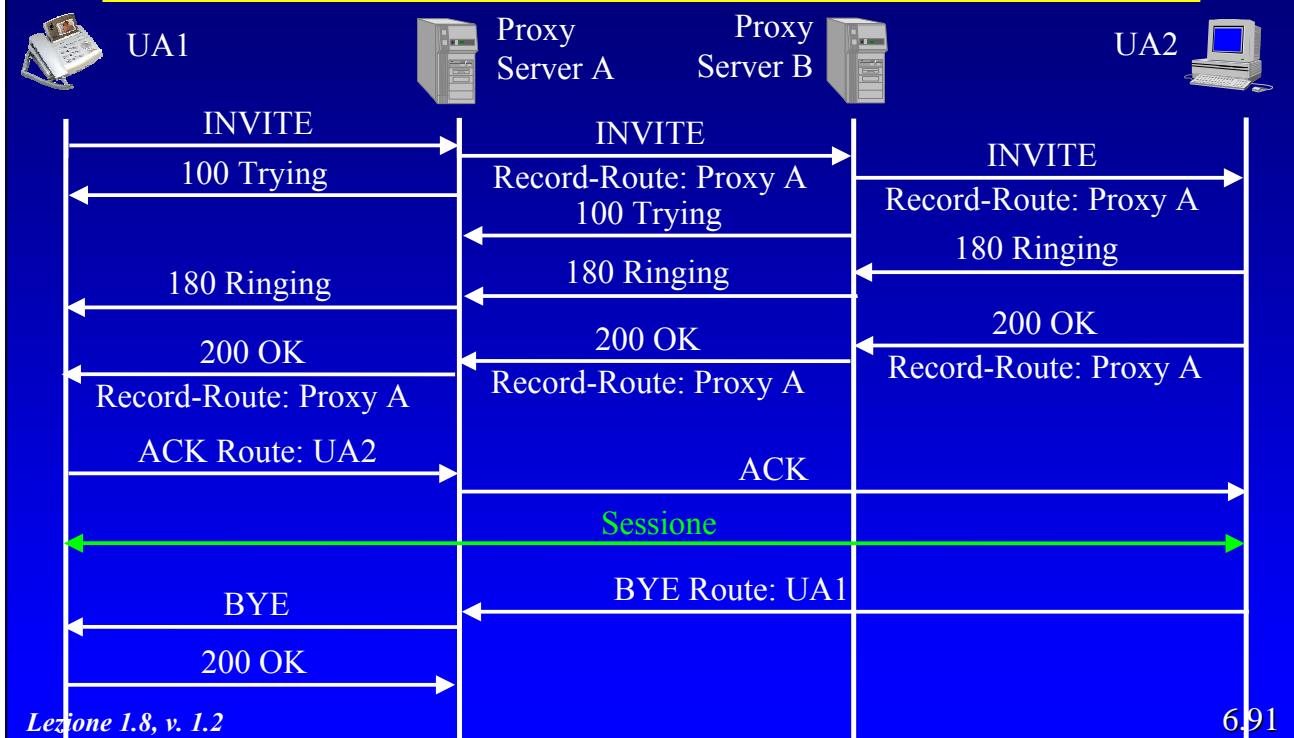 UA1
Proxy
Server A
Proxy
Server B
UA2
INVITE
INVITE
INVITE
100 Trying
Record-Route: Proxy A
Record-Route: Proxy A
100 Trying
180 Ringing
180 Ringing
180 Ringing
200 OK
200 OK
200 OK
Record-Route: Proxy A
Record-Route: Proxy A
Record-Route: Proxy A
ACK Route: UA2
ACK
Sessione
BYE Route: UA1
BYE
200 OK
Lezione 1.8, v. 1.2
6.91